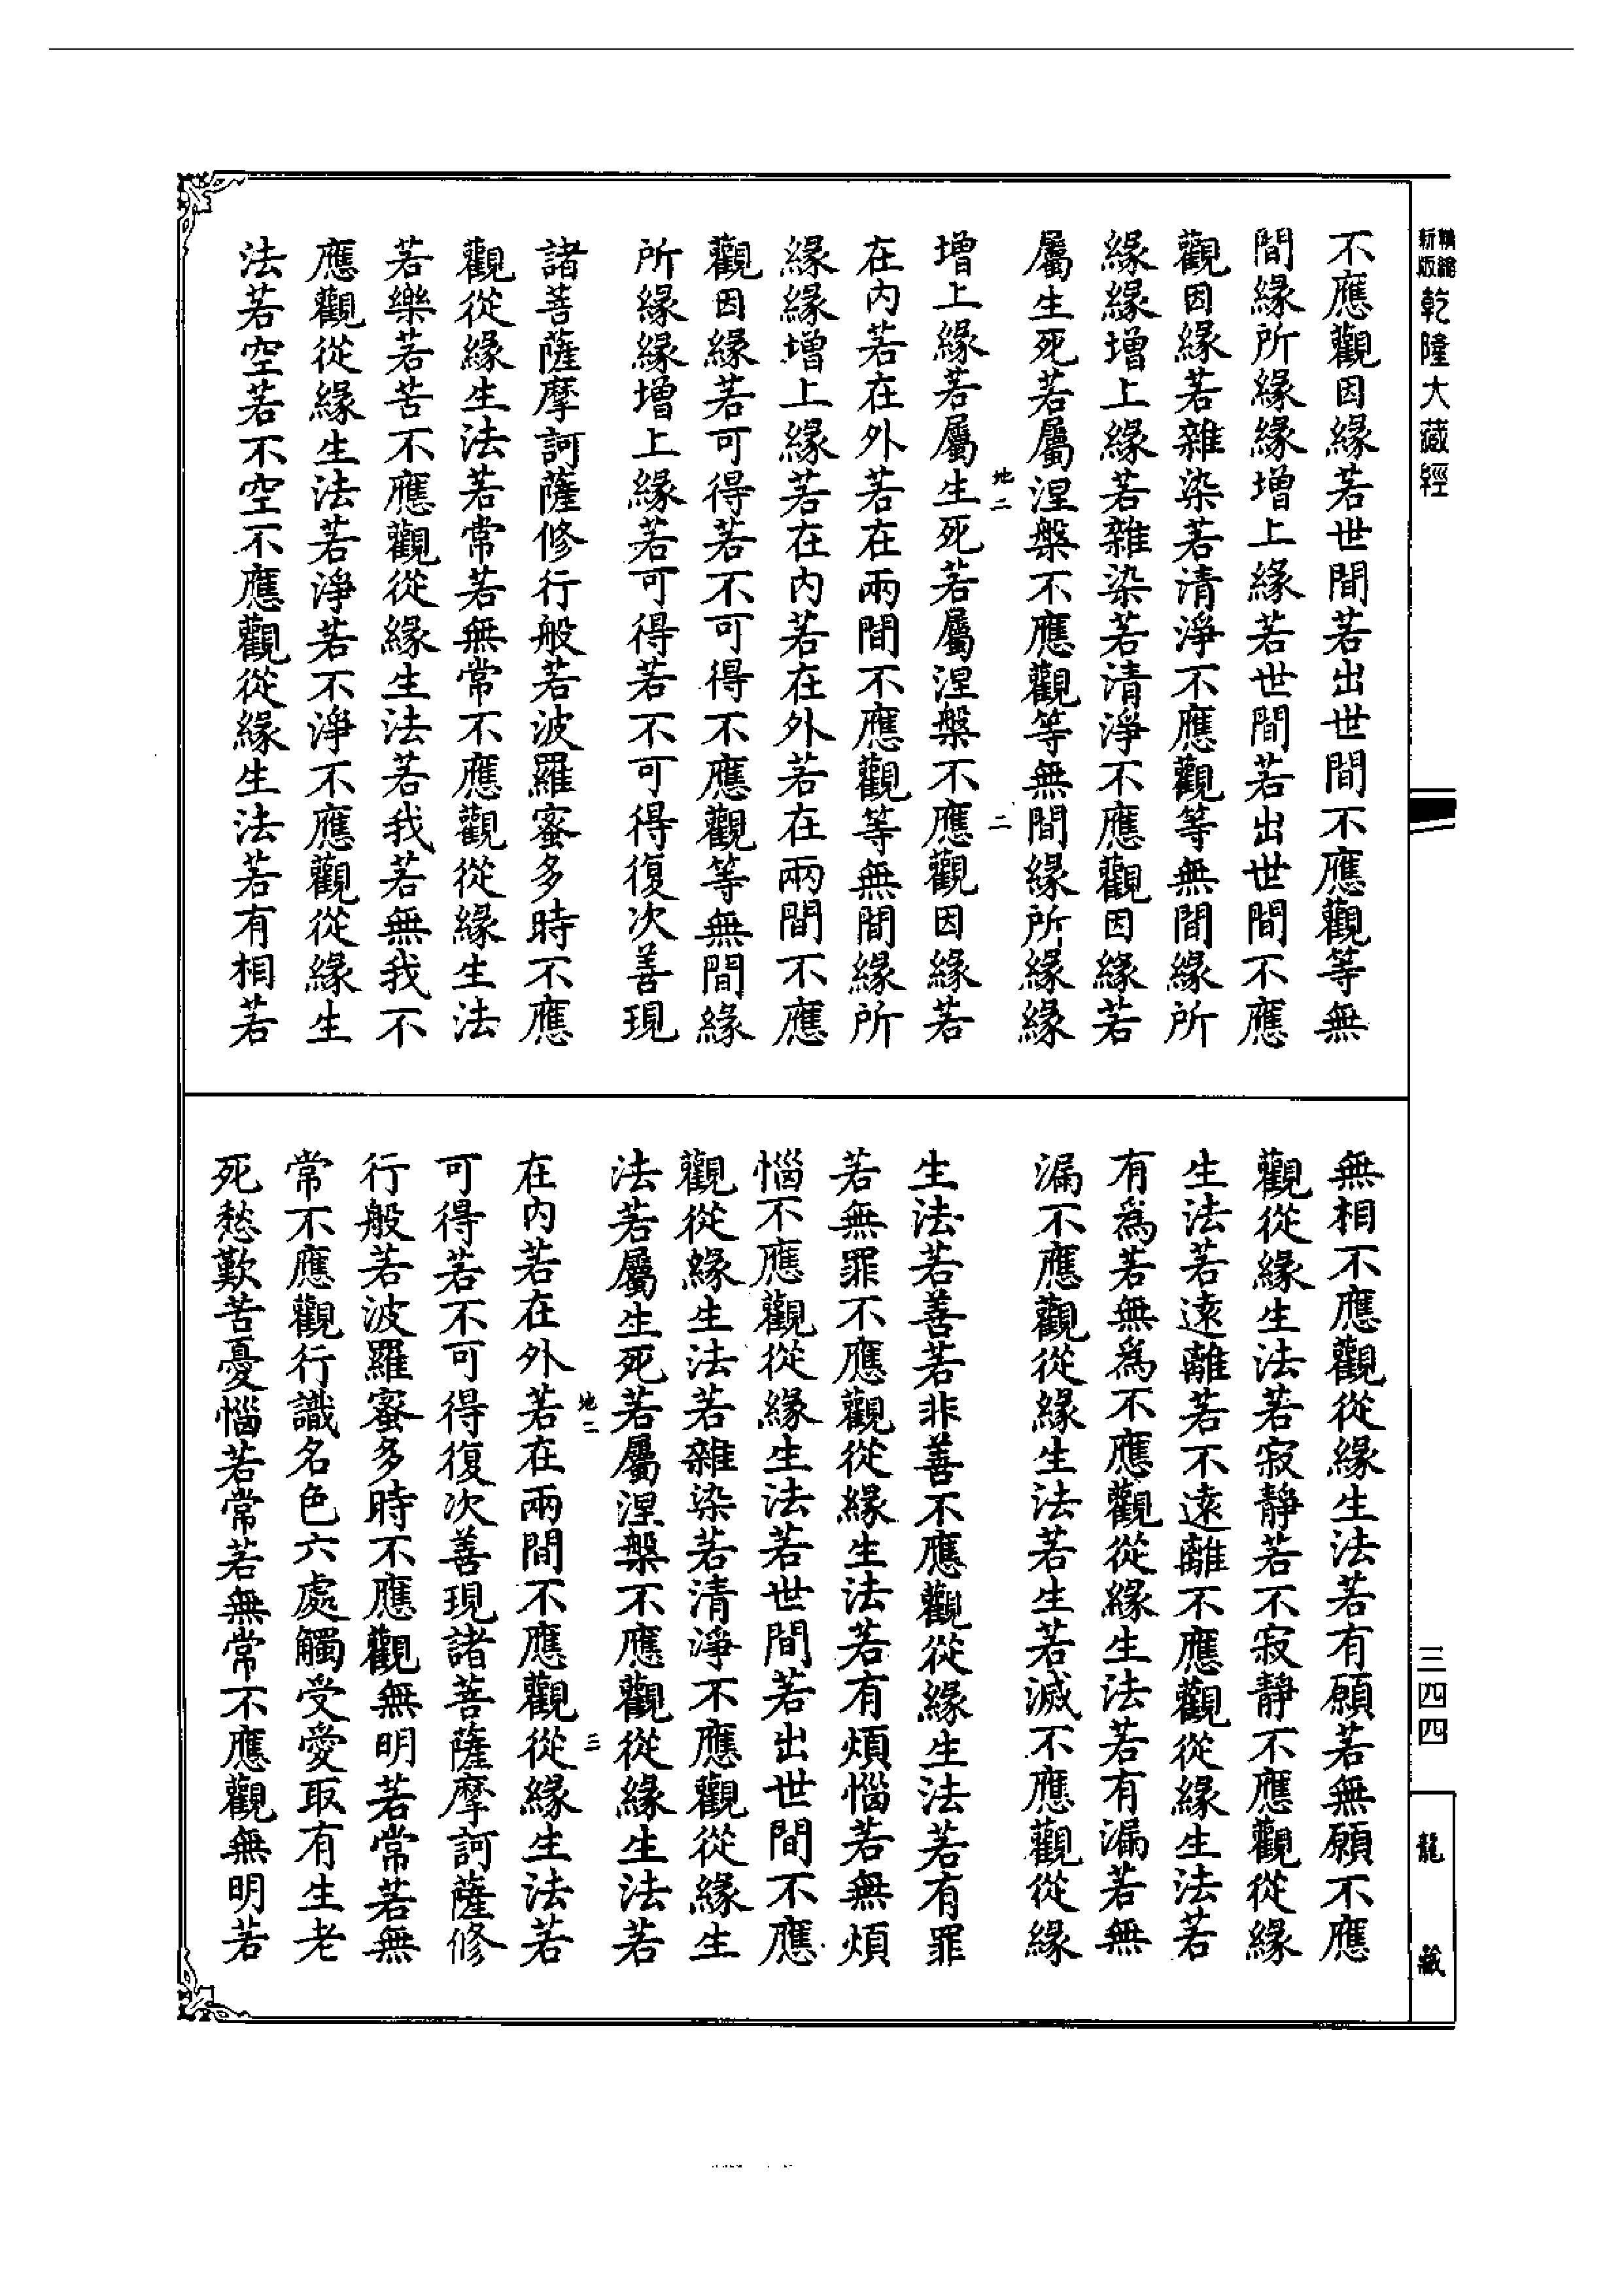 新版精縮乾隆大藏經
不應觀因緣若世間若出世間不應觀等無
間緣所緣緣增上緣若世間若出世間不應
觀因緣若雜染若清淨不應觀等無間緣所
緣緣增上緣若雜染若清淨不應觀因緣若
屬生死若屬涅槃不應觀等無間緣所緣緣
地二
二
增上緣若屬生死若屬涅槃不應觀因緣若
在內若在外若在兩間不應觀等無間緣所
緣緣增上緣若在內若在外若在兩間不應
觀因緣若可得若不可得不應觀等無間緣
所緣緣增上緣若可得若不可得復次善現
諸菩薩摩訶薩修行般若波羅蜜多時不應
觀從緣生法若常若無常不應觀從緣生法
若樂若苦不應觀從緣生法若我若無我不
應觀從緣生法若淨若不淨不應觀從緣生
法若空若不空不應觀從緣生法若有相若
無相不應觀從緣生法若有願若無願不應
觀從緣生法若寂靜若不寂靜不應觀從緣
生法若遠離若不遠離不應觀從緣生法若
有為若無為不應觀從緣生法若有漏若無
漏不應觀從緣生法若生若滅不應觀從緣
生法若善若非善不應觀從緣生法若有罪
若無罪不應觀從緣生法若有煩惱若無煩
惱不應觀從緣生法若世間若出世間不應
觀從緣生法若雜染若清淨不應觀從緣生
法若屬生死若屬涅槃不應觀從緣生法若
地二
三
在內若在外若在兩間不應觀從緣生法若
可得若不可得復次善現諸菩薩摩訶薩修
行般若波羅蜜多時不應觀無明若常若無
常不應觀行識名色六處觸受愛取有生老
死愁歎苦憂惱若常若無常不應觀無明若
三四四
龍藏